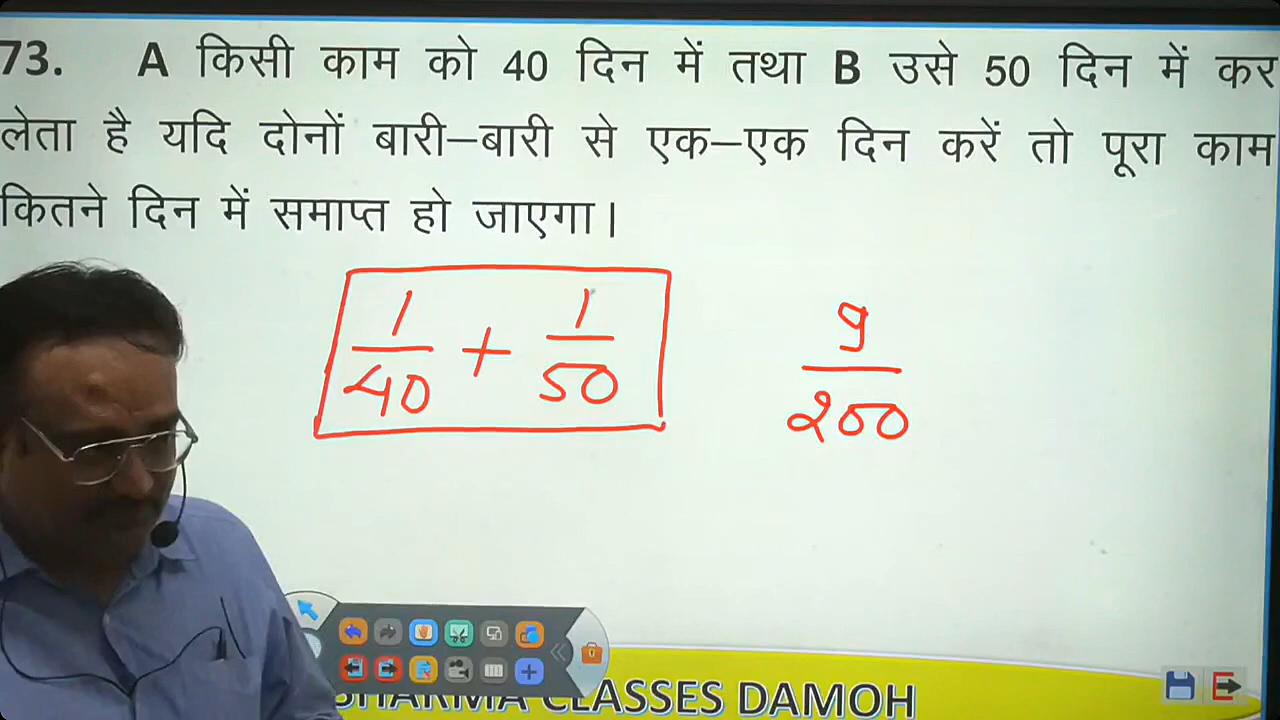 73. A किसी काम को 40 दिन में तथा B उसे 50 दिन में कर
लेता है यदि दोनों बारी–बारी से एक–एक दिन करें तो पूरा काम
कितने दिन में समाप्त हो जाएगा।
1/40 + 1/50
9/200
SHARMA CLASSES DAMOH